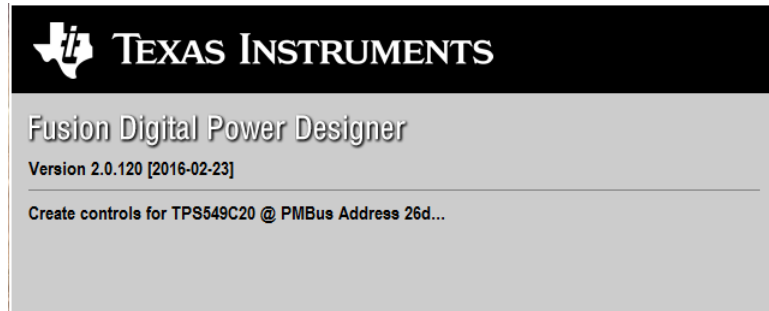 TEXAS INSTRUMENTS
Fusion Digital Power Designer
Version 2.0.120 [2016-02-23]
Create controls for TPS549C20 @ PMBus Address 26d...